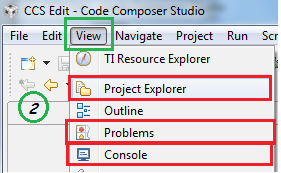 CCS Edit - Code Composer Studio
File Edit View Navigate Project Run Scr
TI Resource Explorer
Project Explorer
2
Outline
Problems
Console